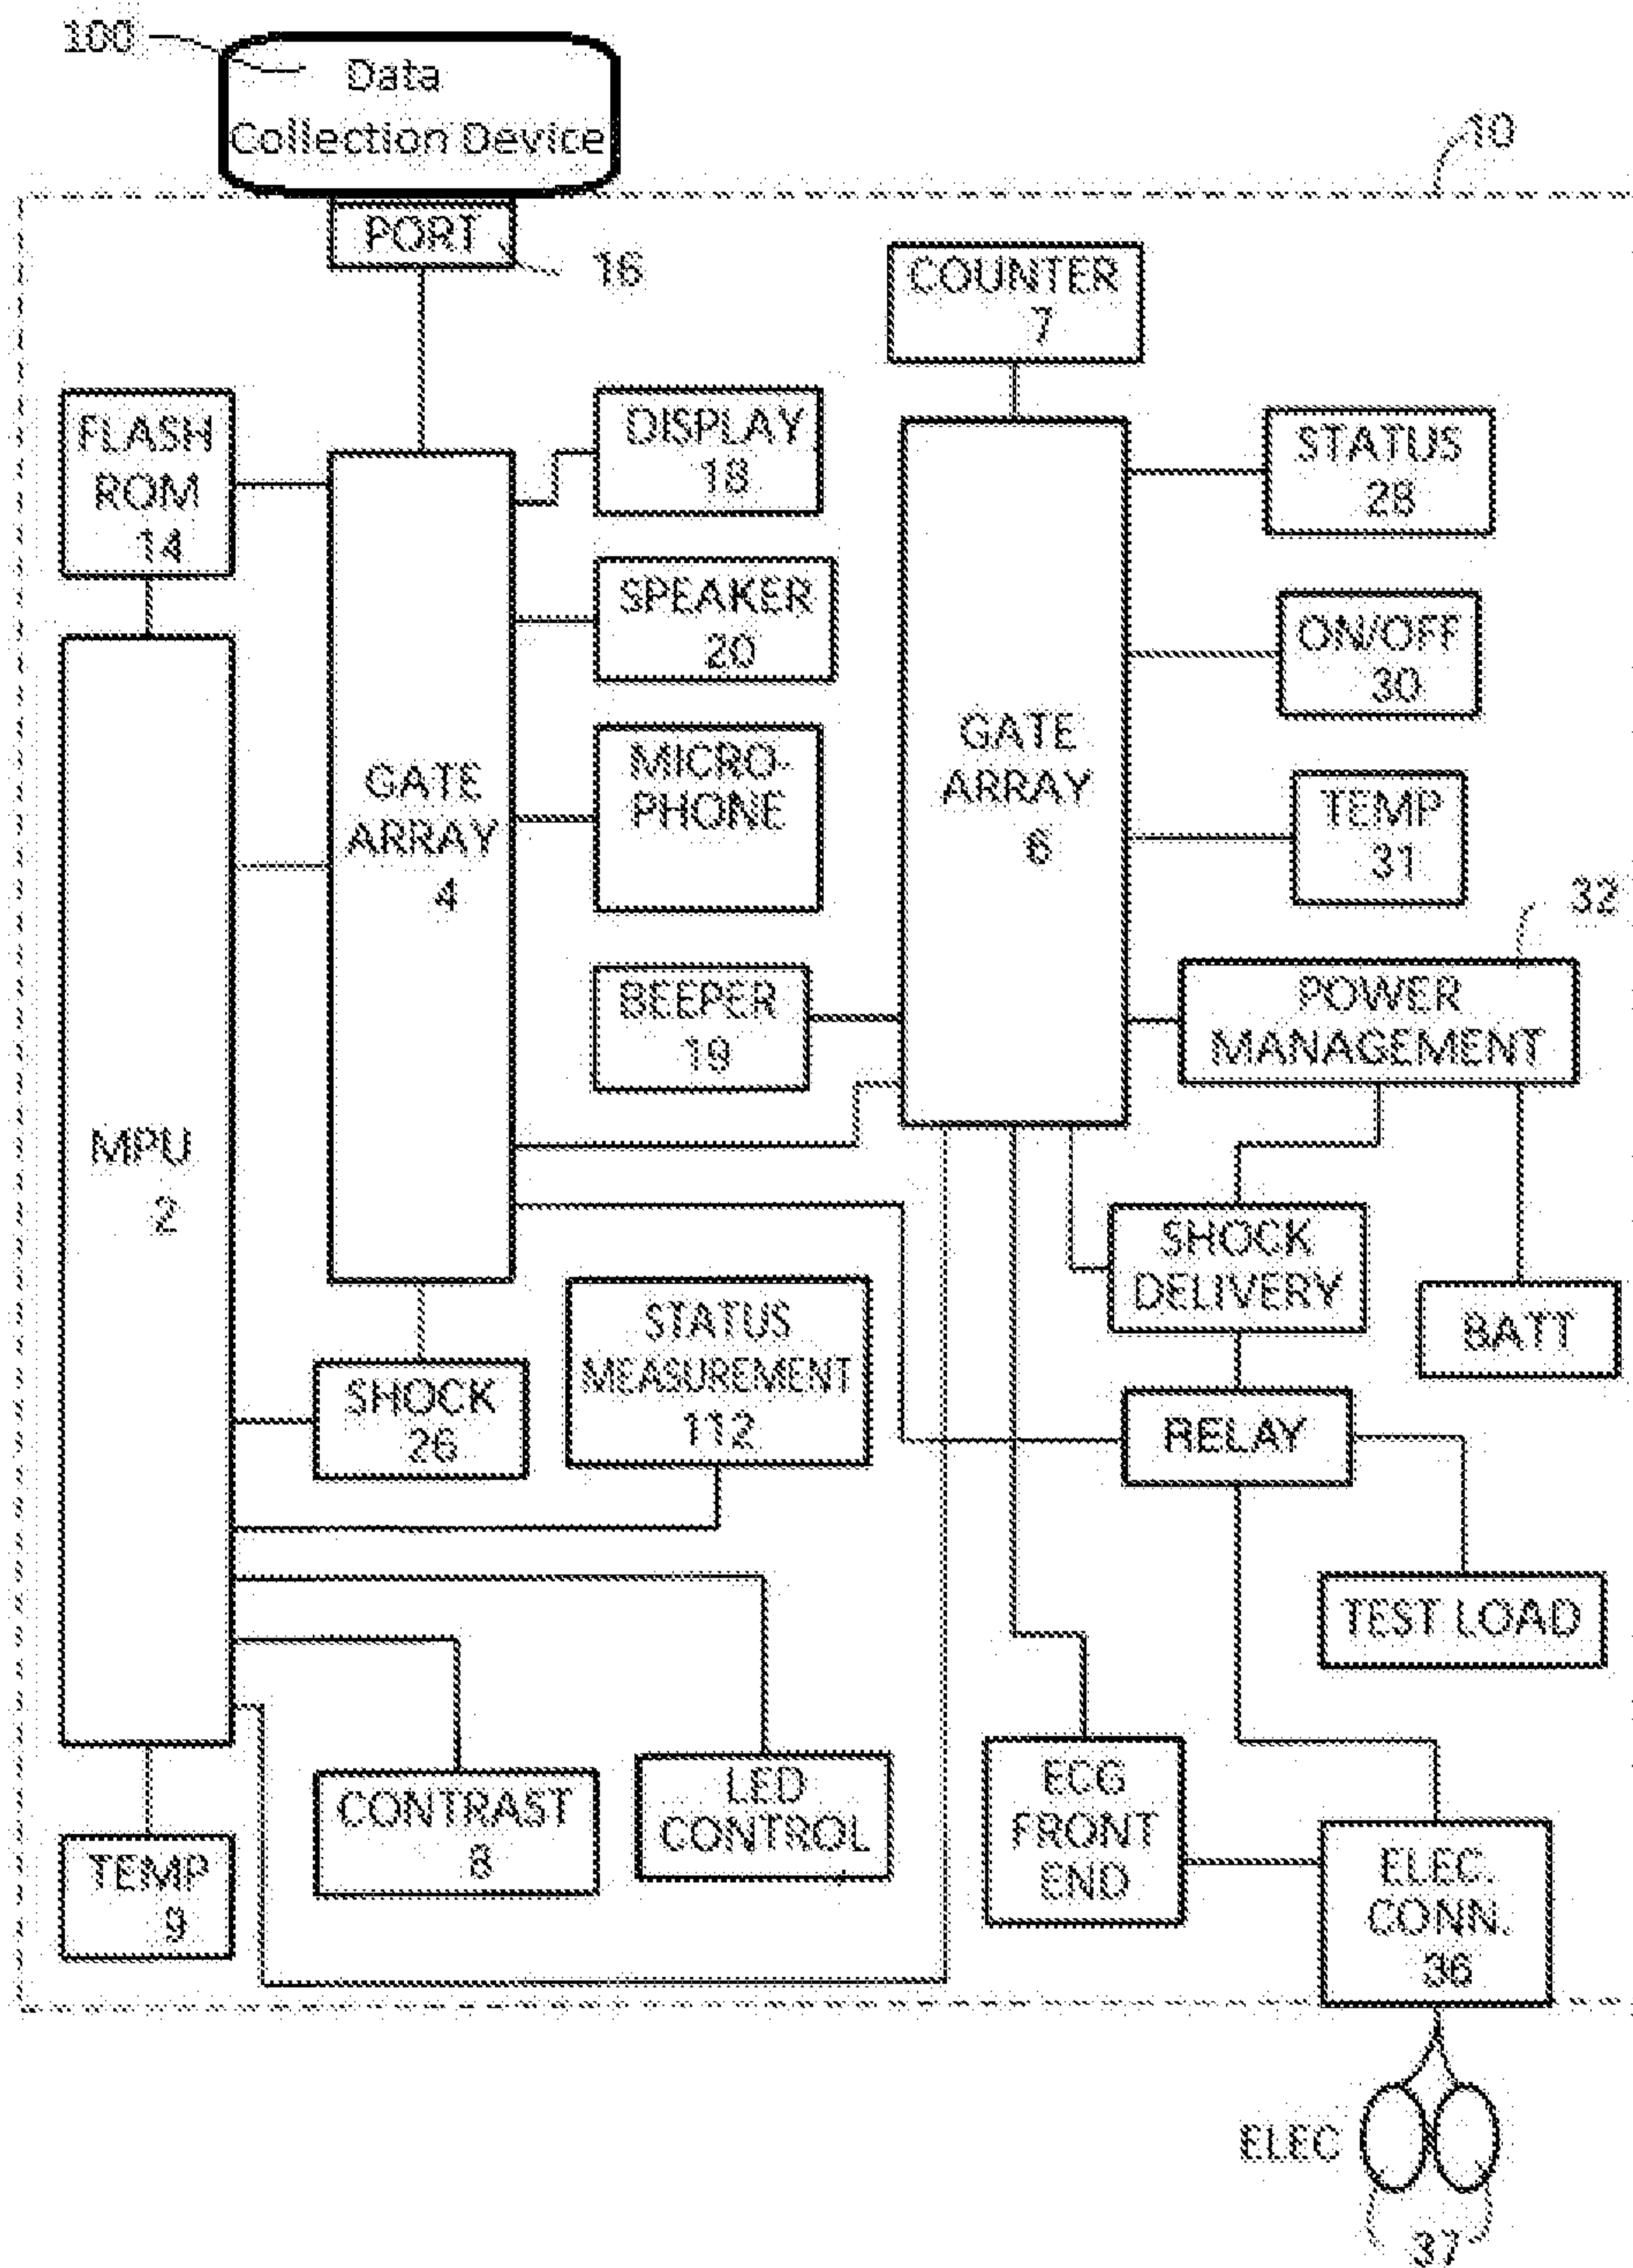 100
Data
Collection Device
10
PORT
16
COUNTER
7
FLASH
ROM
14
DISPLAY
18
STATUS
28
SPEAKER
20
ON/OFF
30
GATE
ARRAY
4
MICRO-
PHONE
GATE
ARRAY
6
TEMP
31
32
BEEPER
19
POWER
MANAGEMENT
MPU
2
SHOCK
DELIVERY
STATUS
MEASUREMENT
112
BATT
SHOCK
26
RELAY
TEST LOAD
CONTRAST
8
LED
CONTROL
ECG
FRONT
END
TEMP
9
ELEC.
CONN.
36
ELEC
37